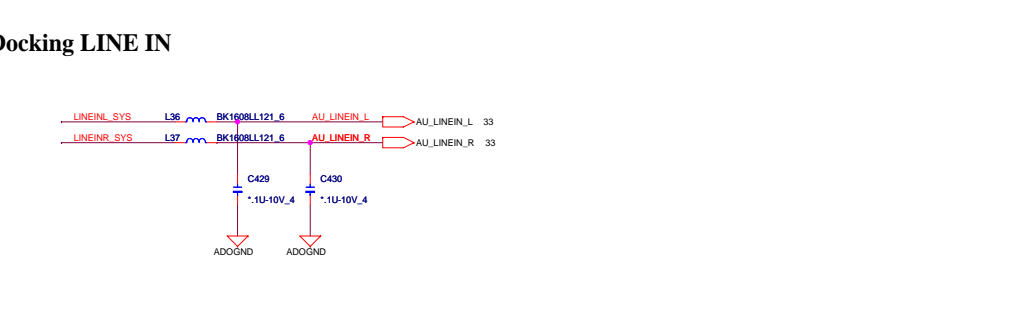 Docking LINE IN
LINEINL_SYS L36 BK1608LL121_6 AU_LINEIN_L AU_LINEIN_L 33
LINEINR_SYS L37 BK1608LL121_6 AU_LINEIN_R AU_LINEIN_R 33
C429 C430
*.1U-10V_4 *.1U-10V_4
ADOGND ADOGND